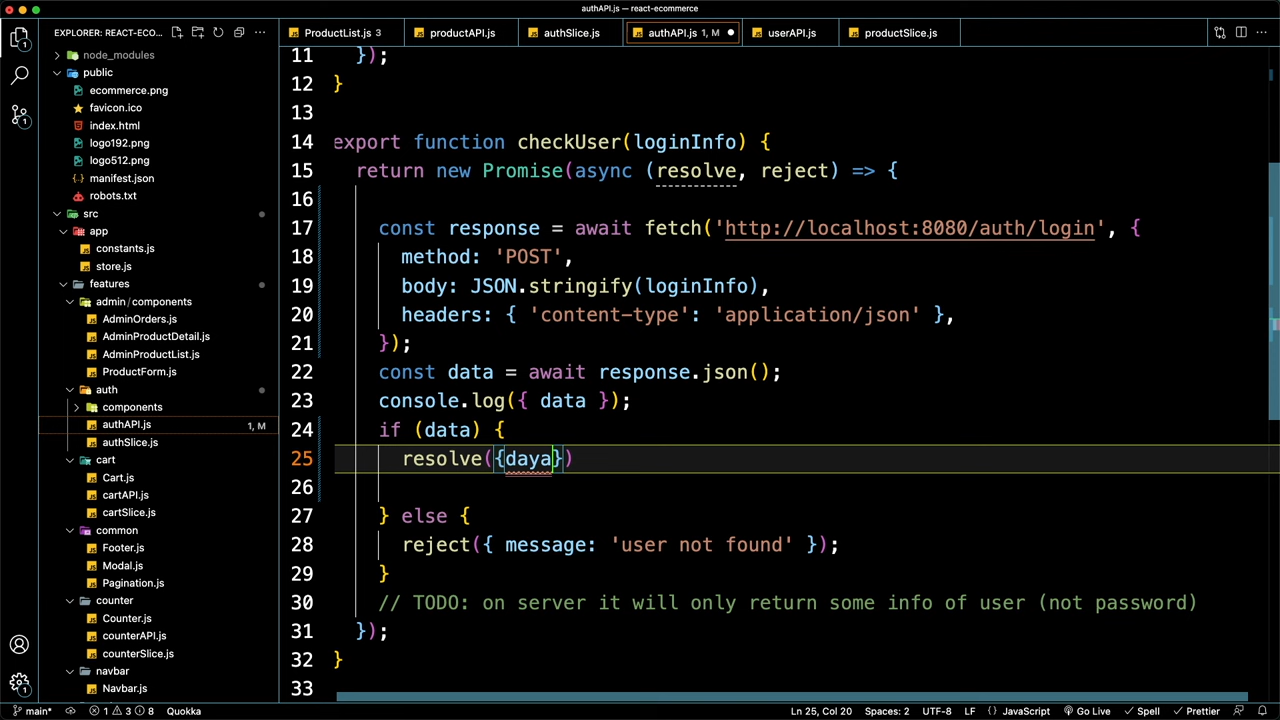 authAPI.js — react-ecommerce
EXPLORER: REACT-ECO...
ProductList.js 3
productAPI.js
authSlice.js
authAPI.js 1, M
userAPI.js
productSlice.js
node_modules
public
ecommerce.png
favicon.ico
index.html
logo192.png
logo512.png
manifest.json
robots.txt
src
app
constants.js
store.js
features
admin / components
AdminOrders.js
AdminProductDetail.js
AdminProductList.js
ProductForm.js
auth
components
authAPI.js 1, M
authSlice.js
cart
Cart.js
cartAPI.js
cartSlice.js
common
Footer.js
Modal.js
Pagination.js
counter
Counter.js
counterAPI.js
counterSlice.js
navbar
Navbar.js
11 });
12 }
13
14 export function checkUser(loginInfo) {
15 return new Promise(async (resolve, reject) => {
16
17 const response = await fetch('http://localhost:8080/auth/login', {
18 method: 'POST',
19 body: JSON.stringify(loginInfo),
20 headers: { 'content-type': 'application/json' },
21 });
22 const data = await response.json();
23 console.log({ data });
24 if (data) {
25 resolve({daya})
26
27 } else {
28 reject({ message: 'user not found' });
29 }
30 // TODO: on server it will only return some info of user (not password)
31 });
32 }
33
main* 1 3 8 Quokka
Ln 25, Col 20 Spaces: 2 UTF-8 LF {} JavaScript Go Live Spell Prettier